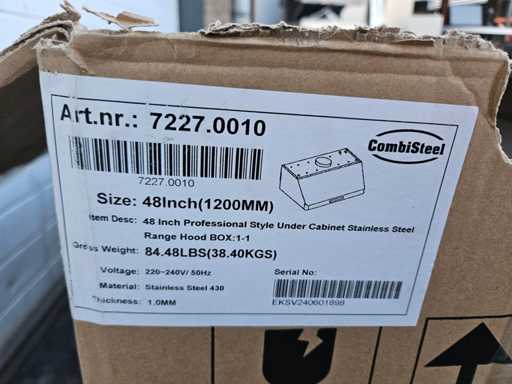 Art.nr.: 7227.0010
CombiSteel
7227.0010
Size: 48Inch(1200MM)
Item Desc: 48 Inch Professional Style Under Cabinet Stainless Steel
Range Hood BOX:1-1
Gross Weight: 84.48LBS(38.40KGS)
Voltage: 220~240V/ 50Hz
Serial No:
Material: Stainless Steel 430
EKSV240601898
Thickness: 1.0MM